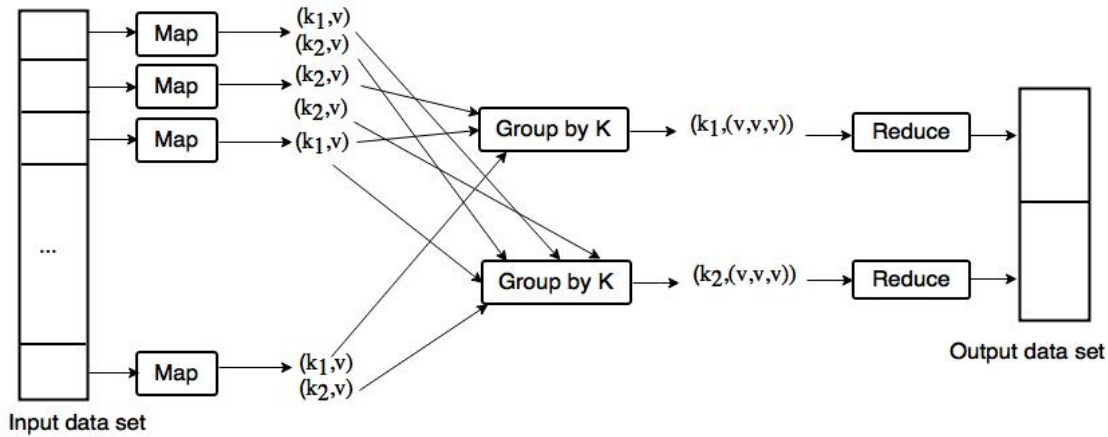 Map
(k1,v)
(k2,v)
Map
(k2,v)
(k2,v)
Map
(k1,v)
Group by K
(k1,(v,v,v))
Reduce
...
Group by K
(k2,(v,v,v))
Reduce
Output data set
Map
(k1,v)
(k2,v)
Input data set